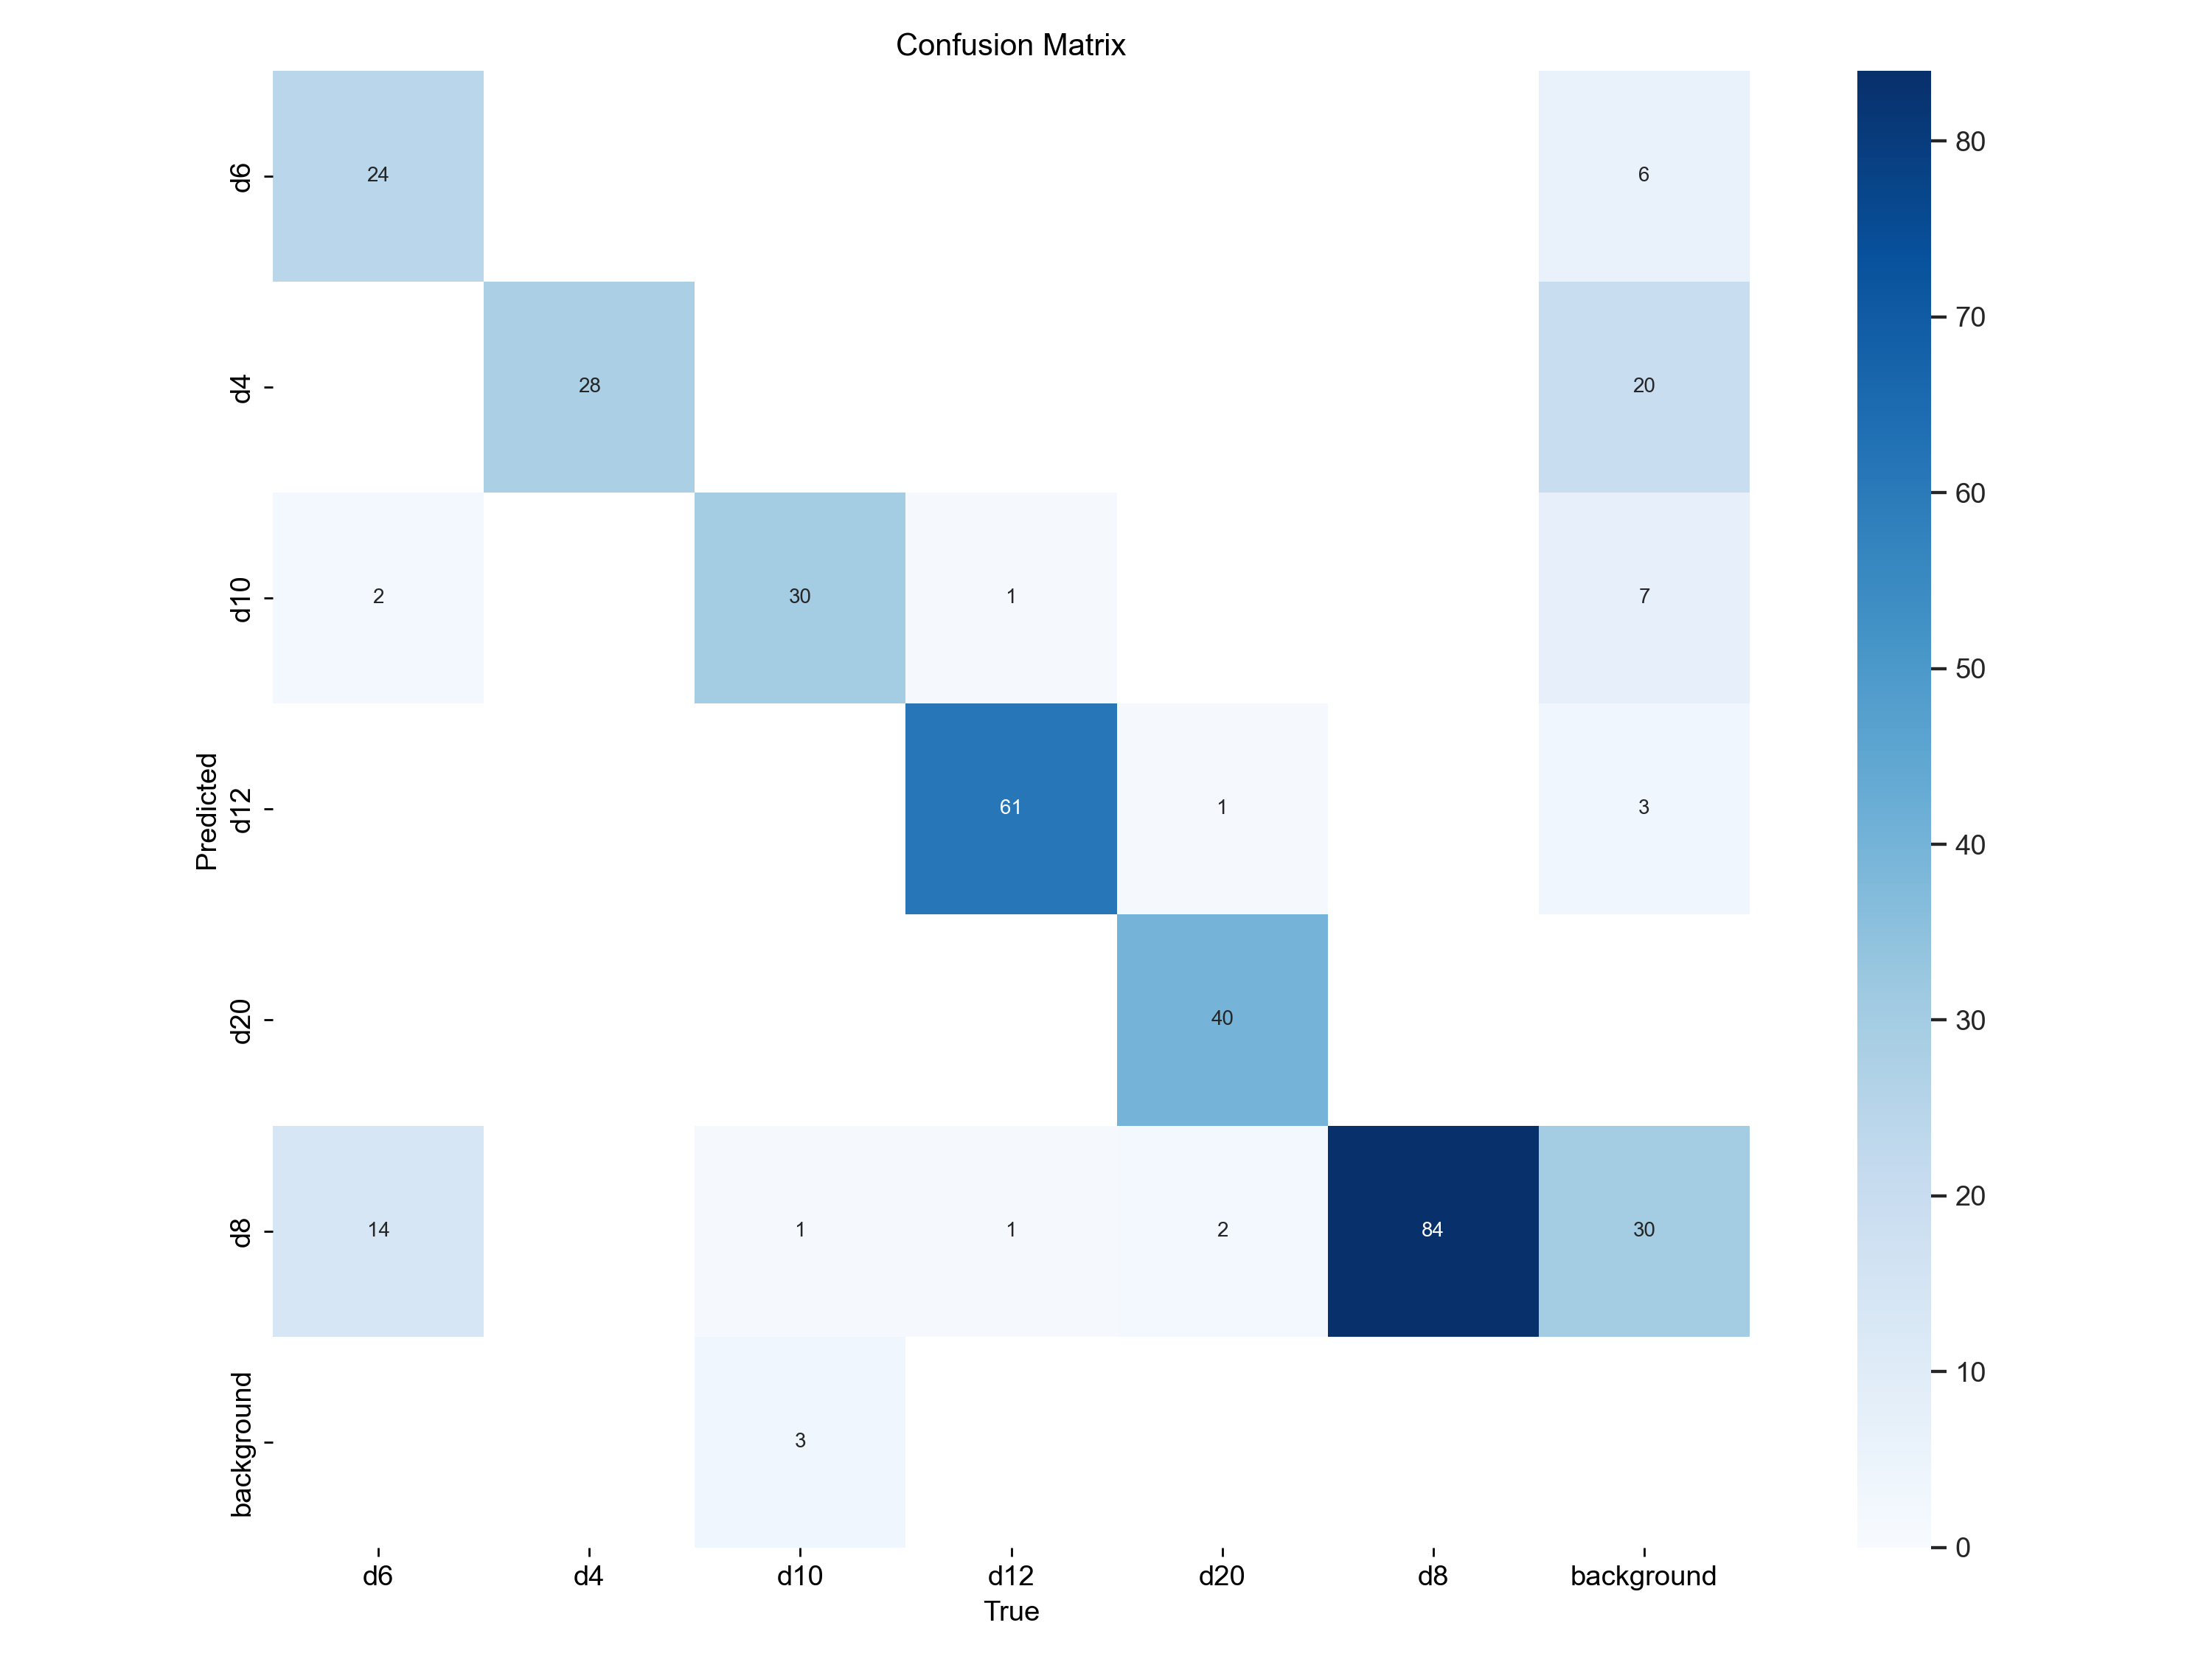 Confusion Matrix
d6 24 6
d4 28 20
d10 2 30 1 7
d12 61 1 3
d20 40
d8 14 1 1 2 84 30
background 3
Predicted
d6 d4 d10 d12 d20 d8 background
True
80
70
60
50
40
30
20
10
0